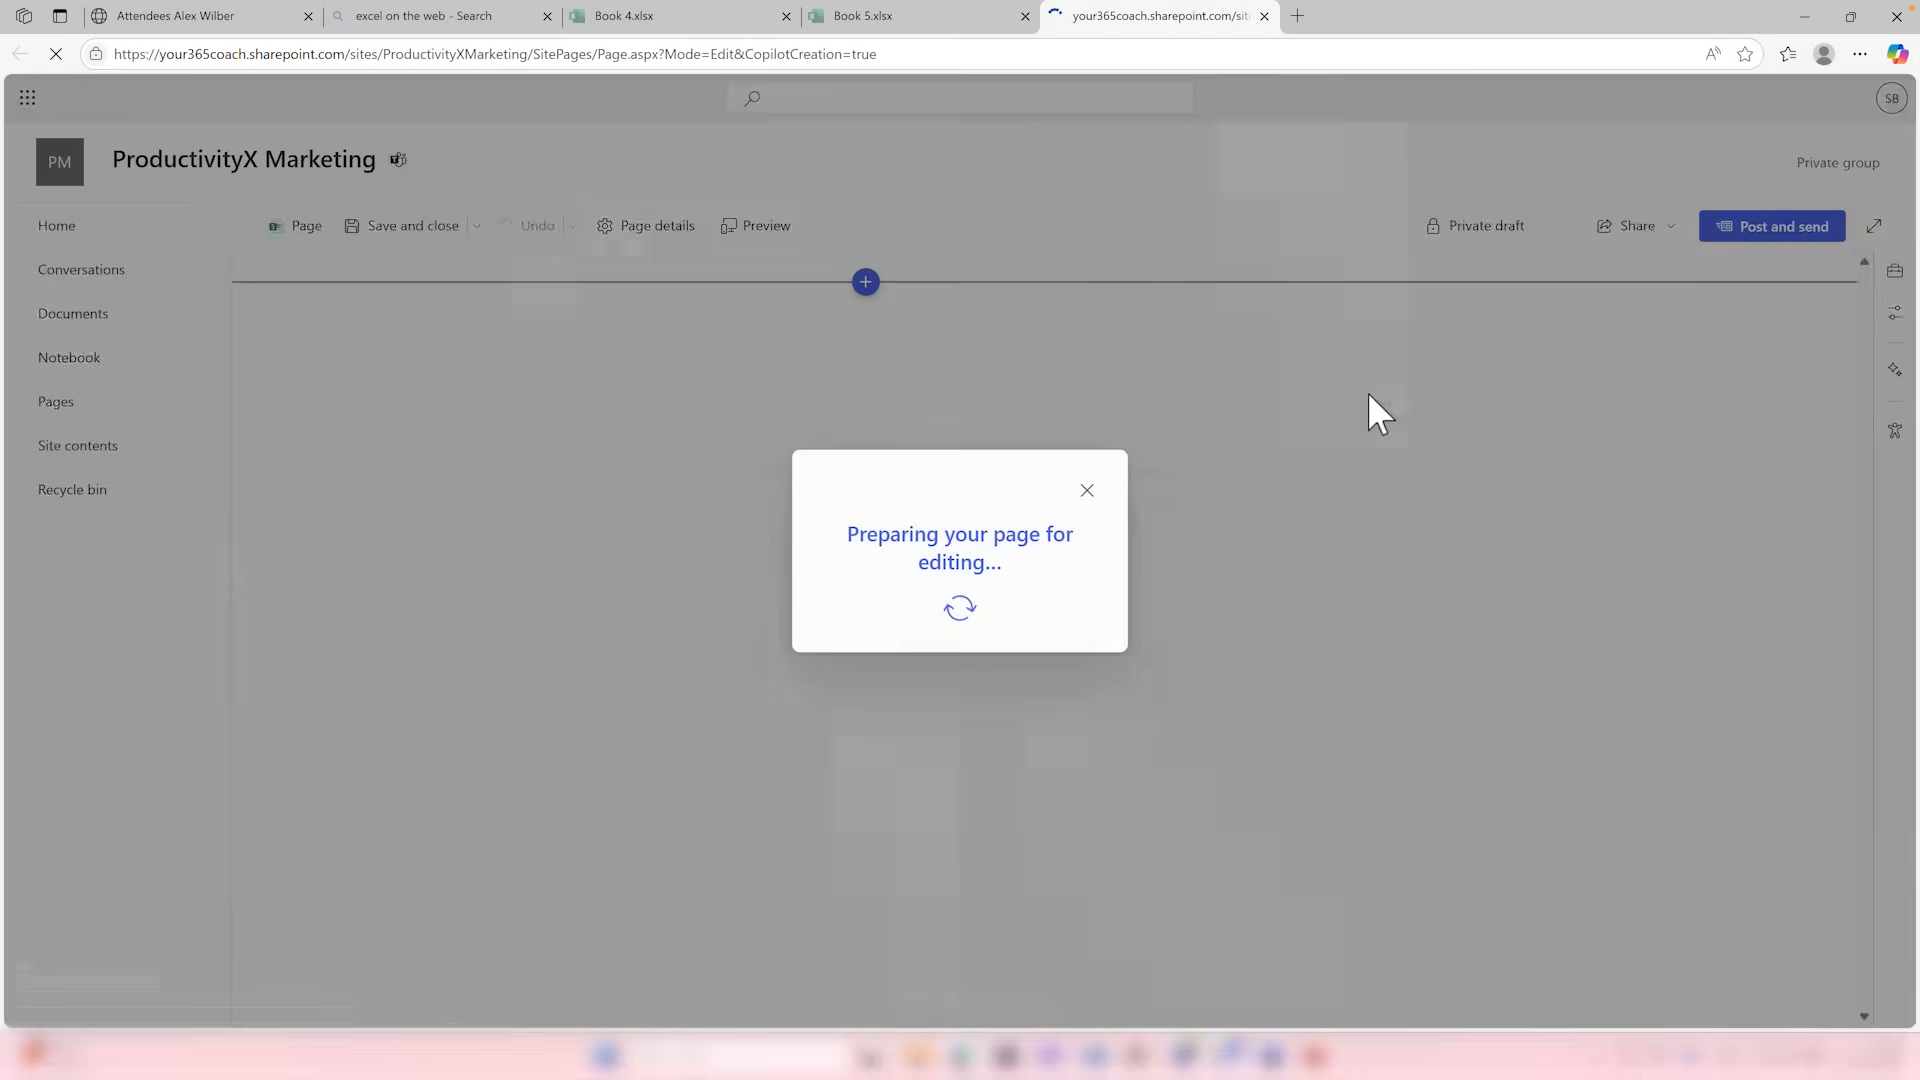 Attendees Alex Wilber
excel on the web - Search
Book 4.xlsx
Book 5.xlsx
your365coach.sharepoint.com/sit
https://your365coach.sharepoint.com/sites/ProductivityXMarketing/SitePages/Page.aspx?Mode=Edit&CopilotCreation=true
SB
PM
ProductivityX Marketing
Private group
Home
Page
Save and close
Undo
Page details
Preview
Private draft
Share
Post and send
Conversations
Documents
Notebook
Pages
Site contents
Recycle bin
Preparing your page for
editing...